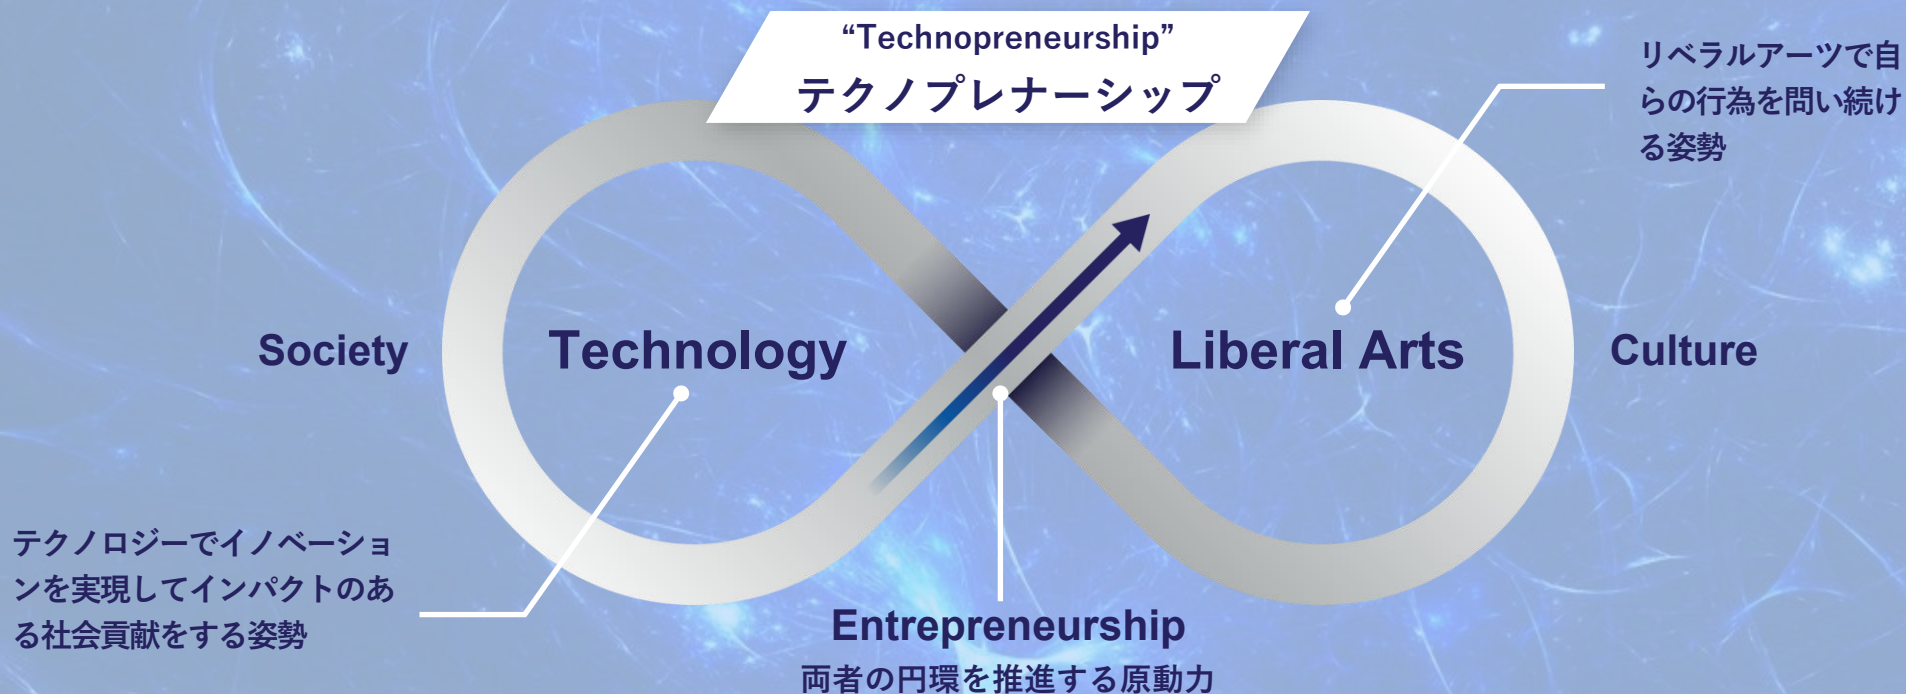 “Technopreneurship”
テクノプレナーシップ
リベラルアーツで自
らの行為を問い続け
る姿勢
Society
Technology
Liberal Arts
Culture
テクノロジーでイノベーショ
ンを実現してインパクトのあ
る社会貢献をする姿勢
Entrepreneurship
両者の円環を推進する原動力